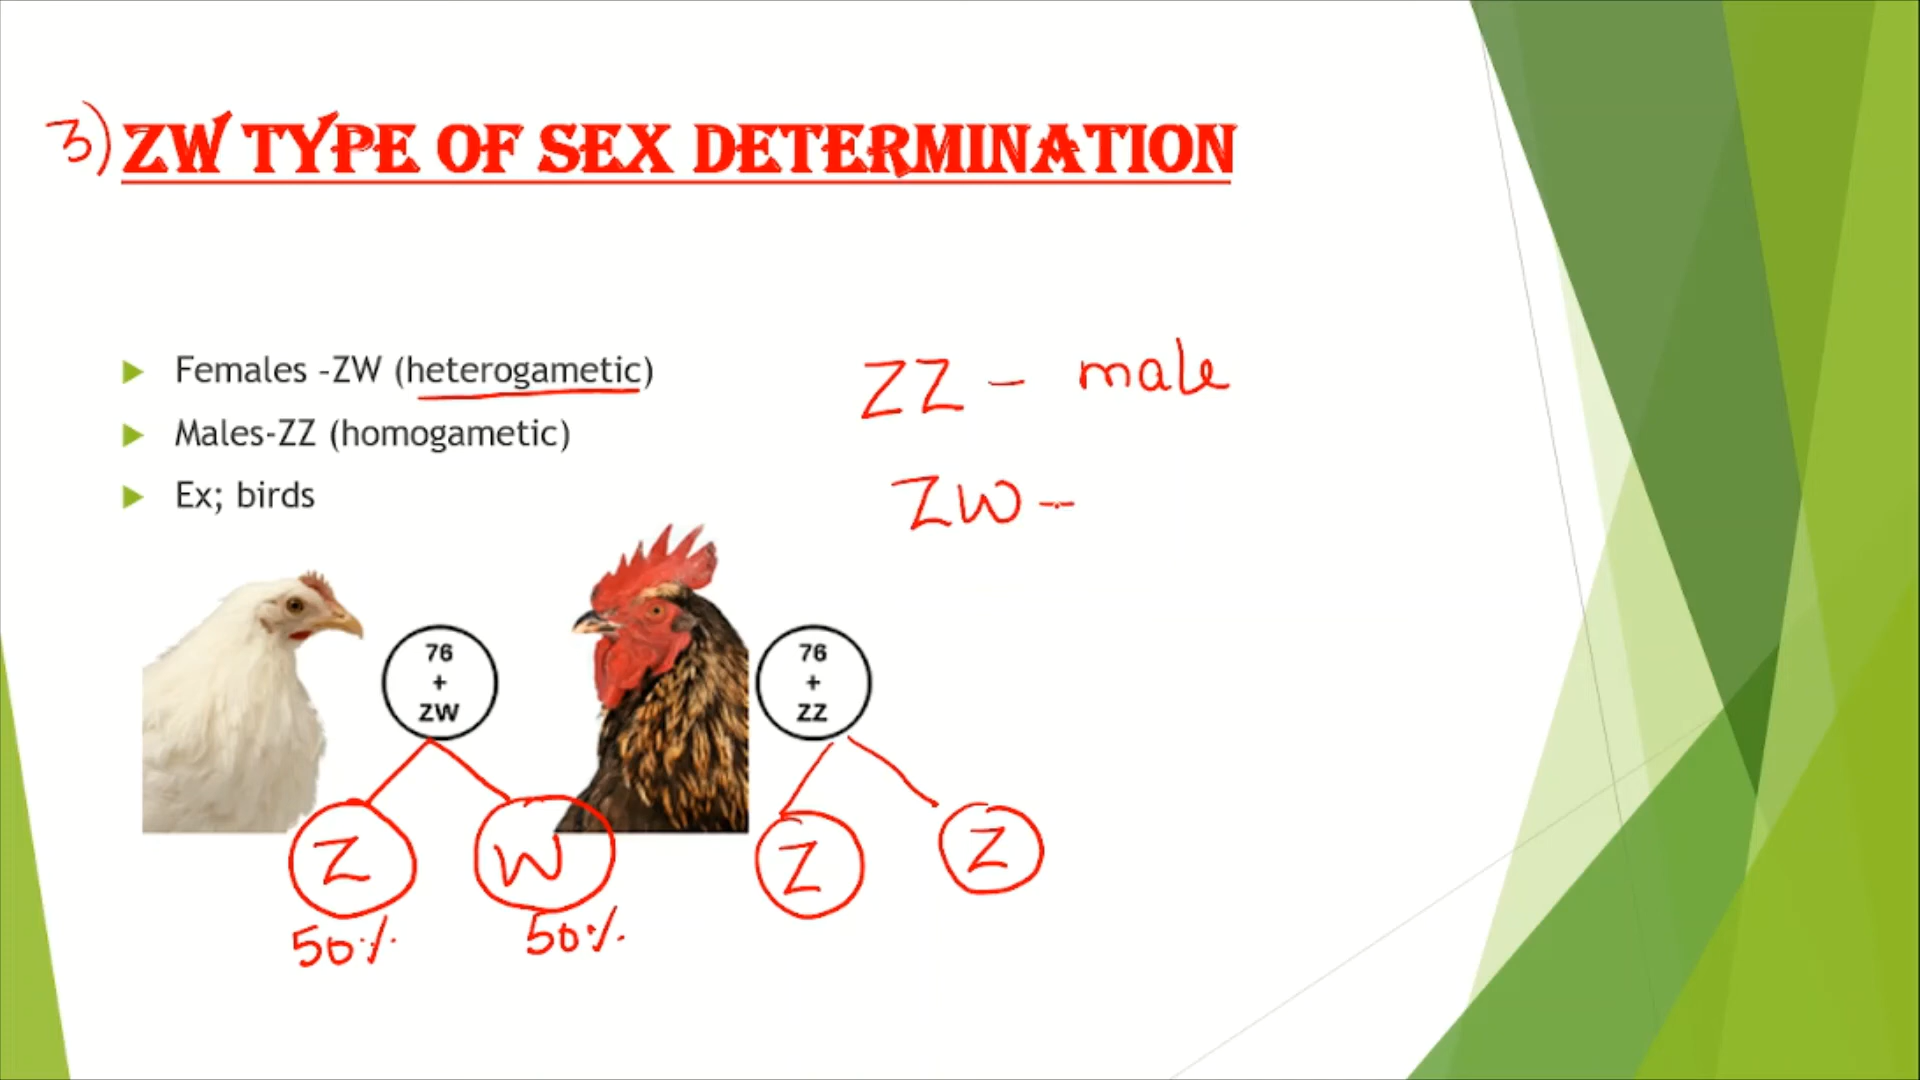 3) ZW TYPE OF SEX DETERMINATION
Females –ZW (heterogametic)
Males-ZZ (homogametic)
Ex; birds
ZZ – male
ZW –
76
+
ZW
76
+
ZZ
Z
W
Z
Z
50%
50%